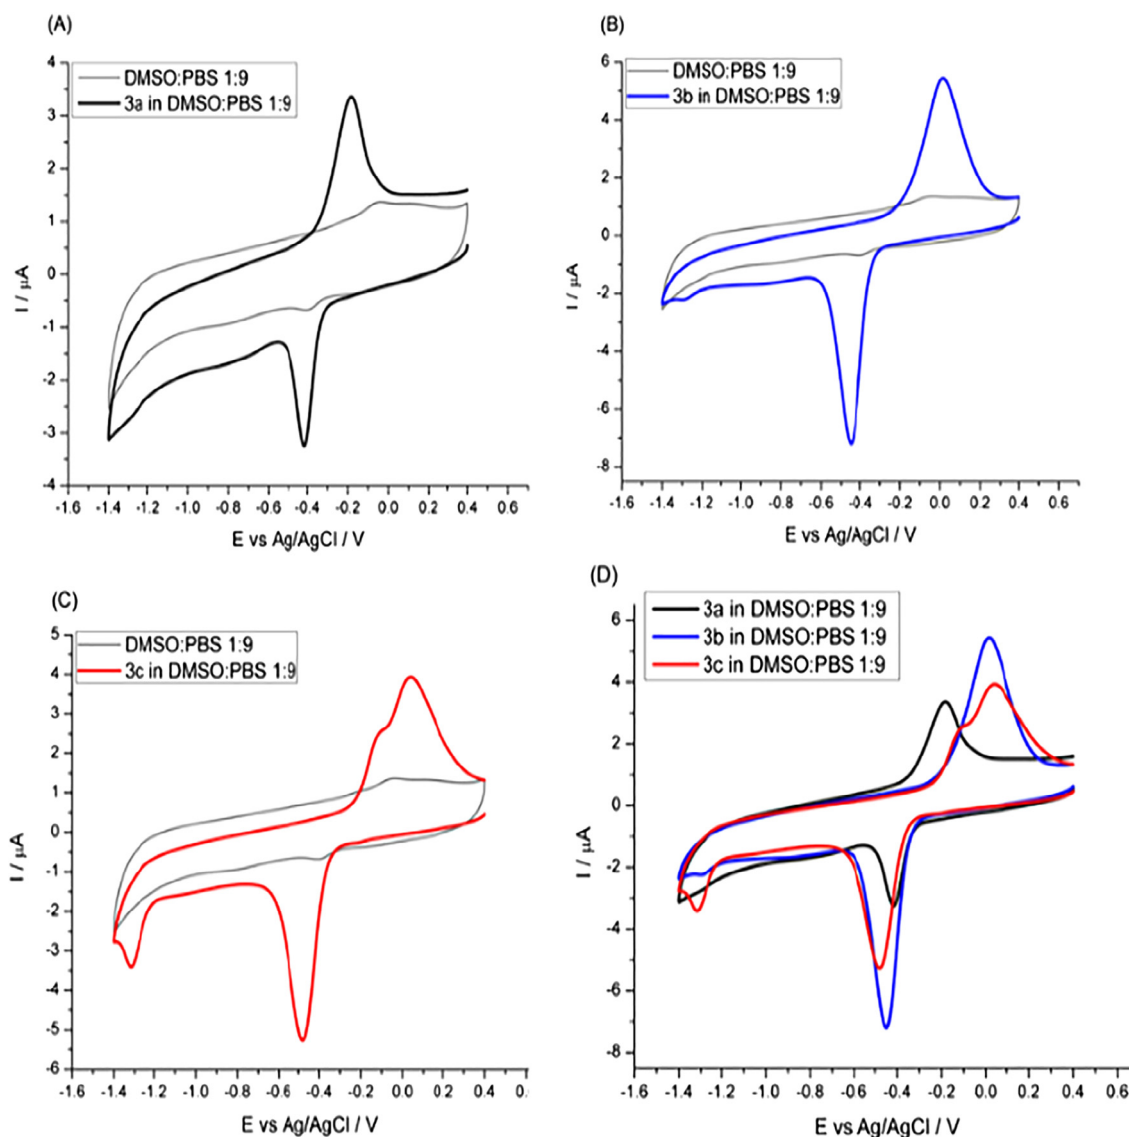 (A)
DMSO:PBS 1:9
3a in DMSO:PBS 1:9
4
3
2
1
0
-1
-2
-3
-4
I / µA
-1.6 -1.4 -1.2 -1.0 -0.8 -0.6 -0.4 -0.2 0.0 0.2 0.4 0.6
E vs Ag/AgCl / V
(B)
DMSO:PBS 1:9
3b in DMSO:PBS 1:9
6
4
2
0
-2
-4
-6
-8
I / µA
-1.6 -1.4 -1.2 -1.0 -0.8 -0.6 -0.4 -0.2 0.0 0.2 0.4 0.6
E vs Ag/AgCl / V
(C)
DMSO:PBS 1:9
3c in DMSO:PBS 1:9
5
4
3
2
1
0
-1
-2
-3
-4
-5
-6
I / µA
-1.6 -1.4 -1.2 -1.0 -0.8 -0.6 -0.4 -0.2 0.0 0.2 0.4 0.6
E vs Ag/AgCl / V
(D)
3a in DMSO:PBS 1:9
3b in DMSO:PBS 1:9
3c in DMSO:PBS 1:9
6
4
2
0
-2
-4
-6
-8
I / µA
-1.6 -1.4 -1.2 -1.0 -0.8 -0.6 -0.4 -0.2 0.0 0.2 0.4 0.6
E vs Ag/AgCl / V